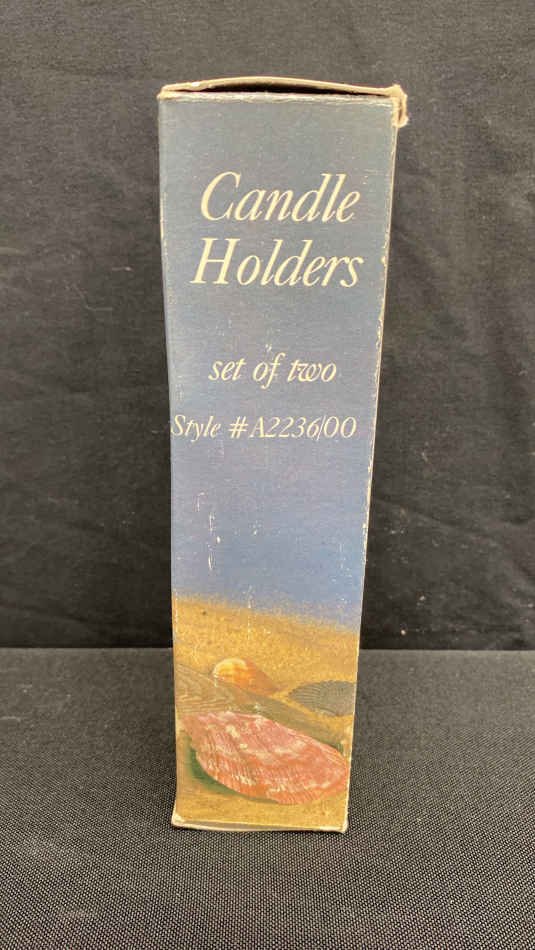 Candle
Holders
set of two
Style #A2236/00